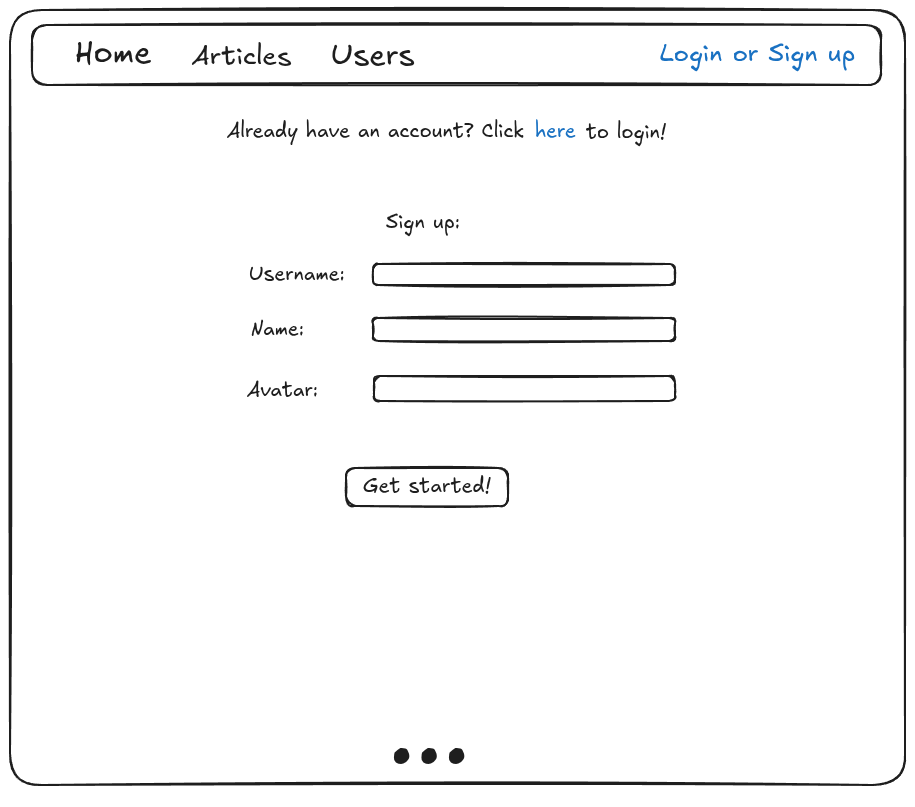 Home Articles Users Login or Sign up
Already have an account? Click here to login!
Sign up:
Username:
Name:
Avatar:
Get started!